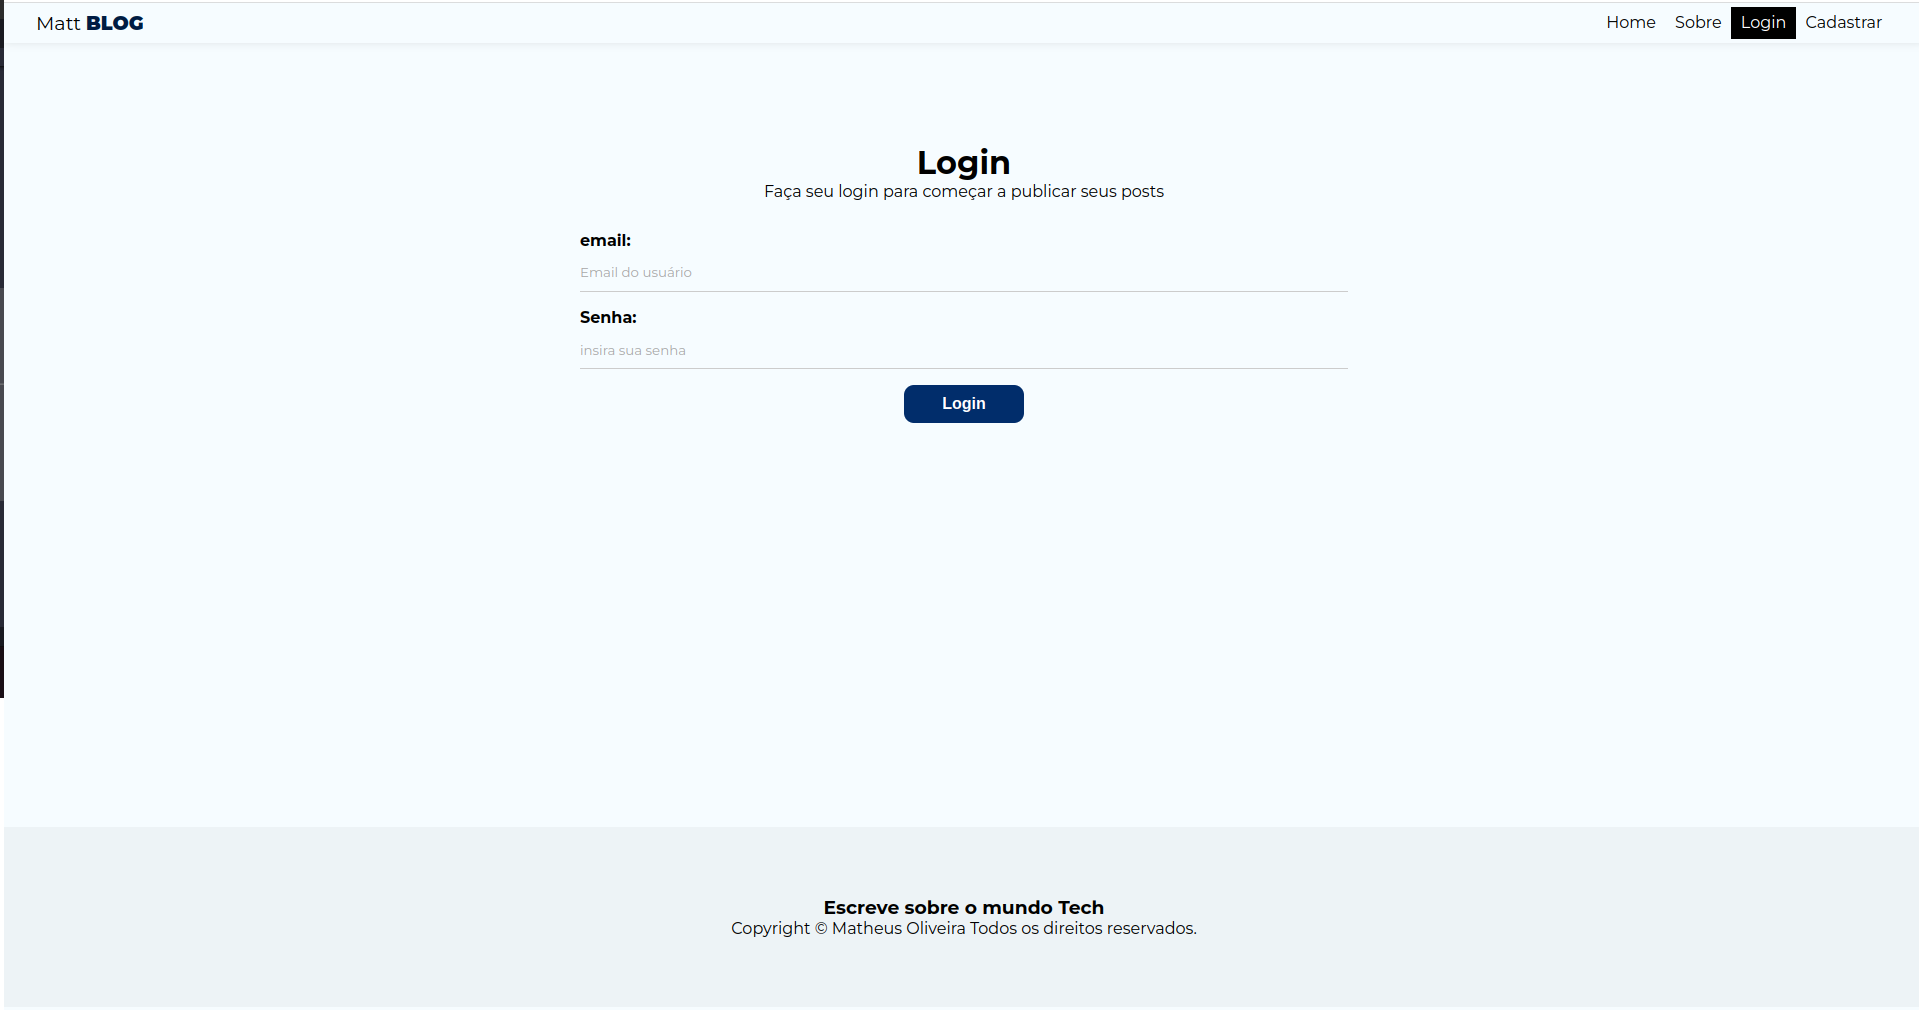 Matt BLOG
Home Sobre Login Cadastrar
Login
Faça seu login para começar a publicar seus posts
email:
Email do usuário
Senha:
insira sua senha
Login
Escreve sobre o mundo Tech
Copyright © Matheus Oliveira Todos os direitos reservados.